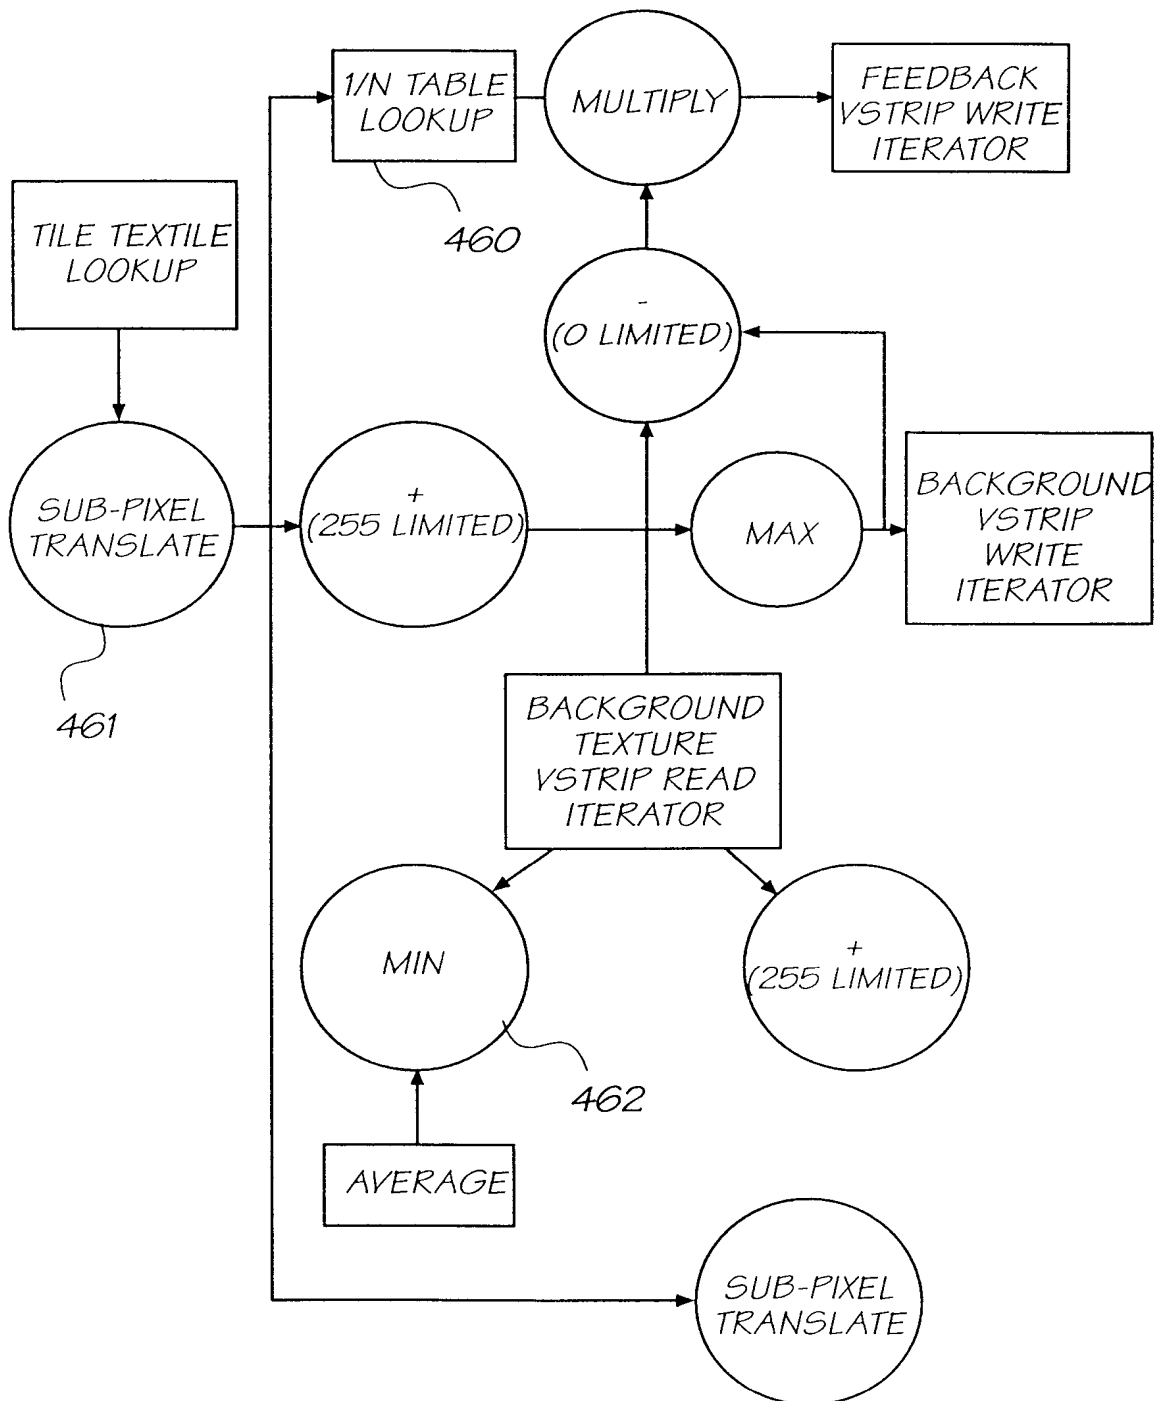 1/N TABLE
LOOKUP
MULTIPLY
FEEDBACK
VSTRIP WRITE
ITERATOR
460
TILE TEXTILE
LOOKUP
-
(0 LIMITED)
SUB-PIXEL
TRANSLATE
461
+
(255 LIMITED)
MAX
BACKGROUND
VSTRIP
WRITE
ITERATOR
BACKGROUND
TEXTURE
VSTRIP READ
ITERATOR
MIN
462
+
(255 LIMITED)
AVERAGE
SUB-PIXEL
TRANSLATE